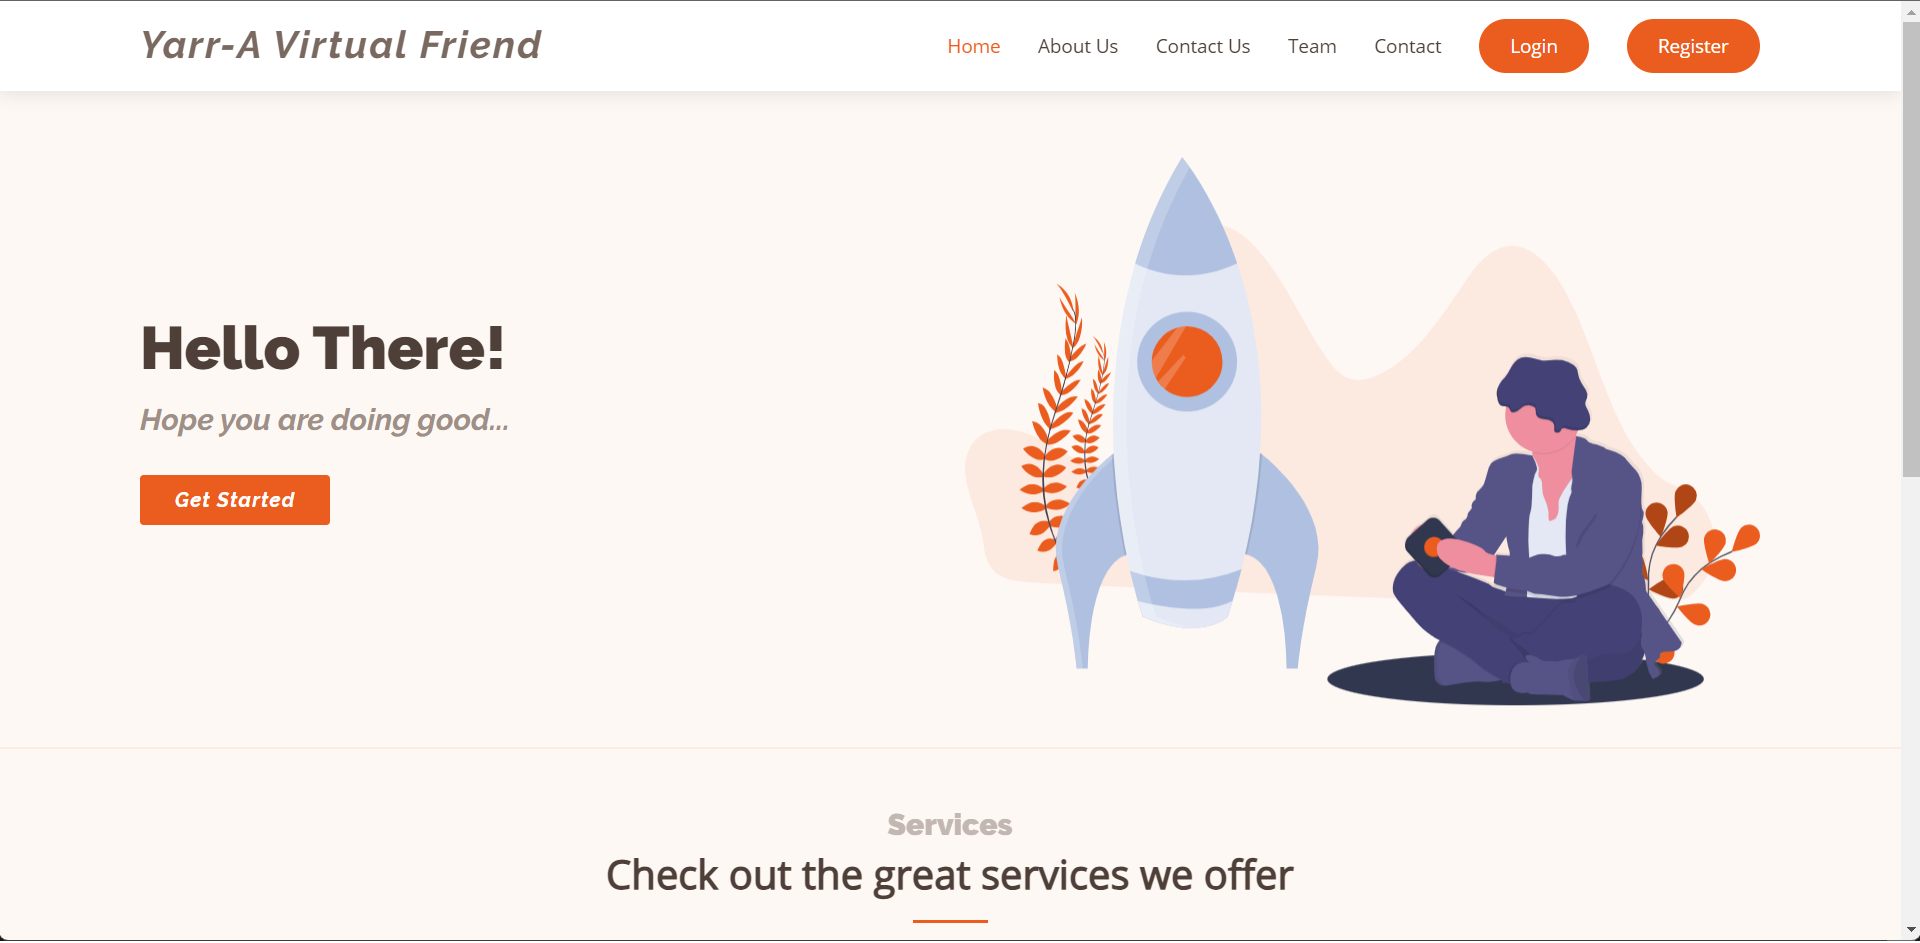 Yarr-A Virtual Friend
Home About Us Contact Us Team Contact Login Register
Hello There!
Hope you are doing good...
Get Started
Services
Check out the great services we offer